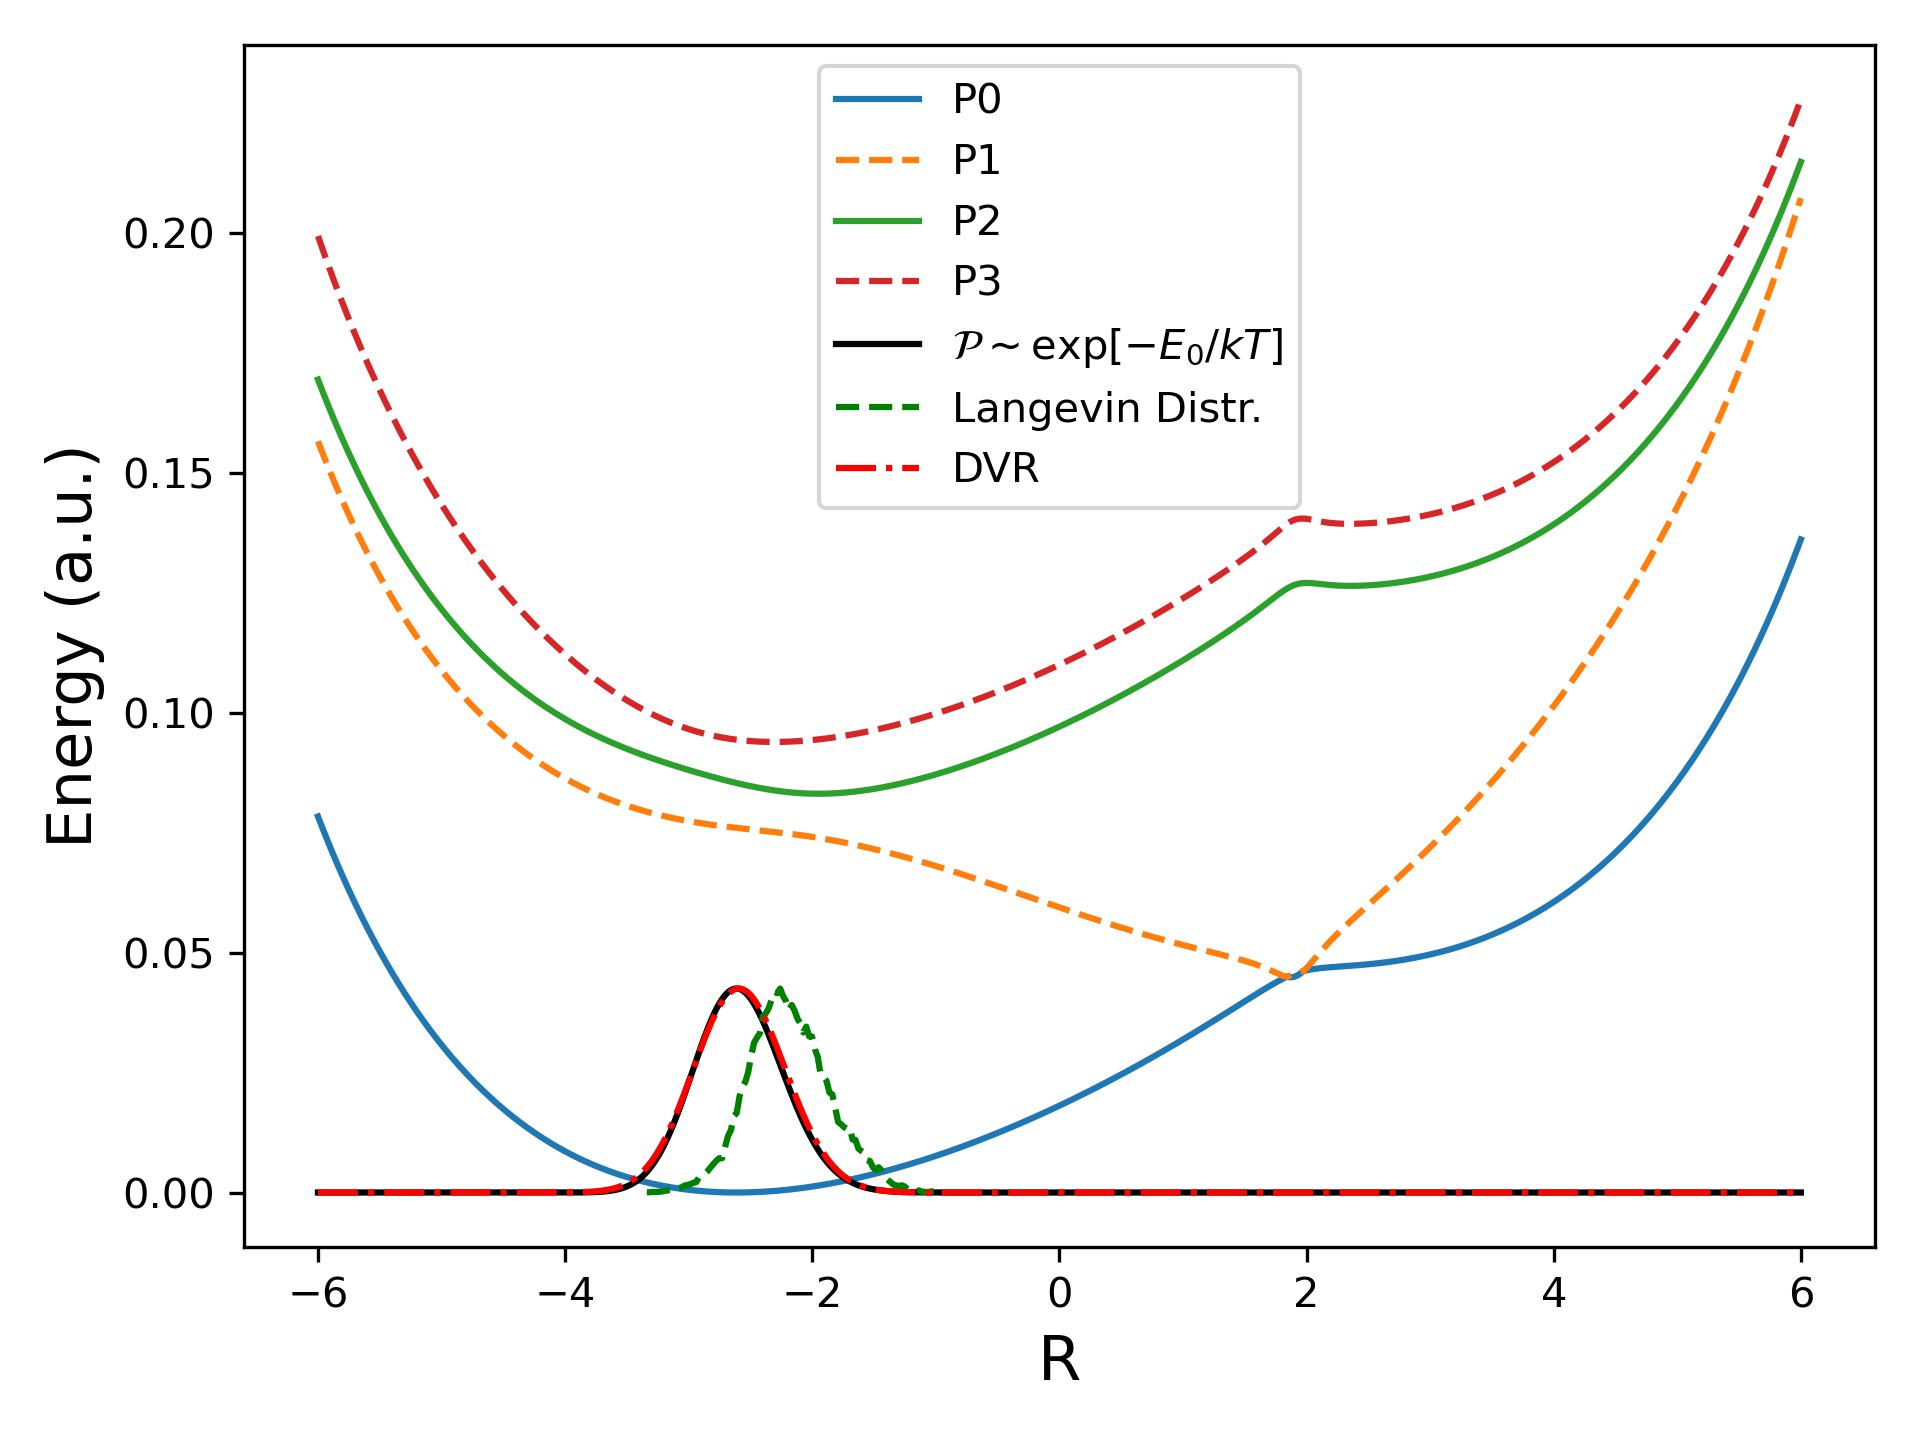 P0
P1
P2
P3
𝒫 ~ exp[−E₀/kT]
Langevin Distr.
DVR
Energy (a.u.)
0.20
0.15
0.10
0.05
0.00
−6 −4 −2 0 2 4 6
R